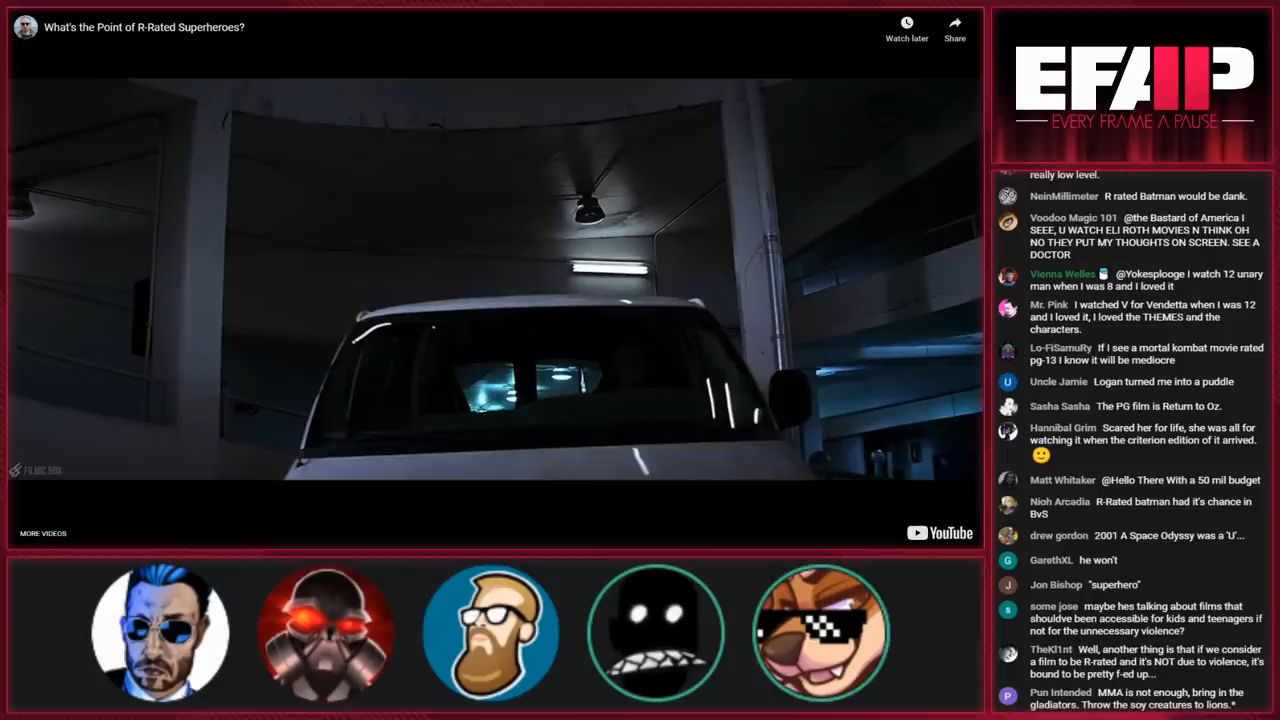 What's the Point of R-Rated Superheroes?
Watch later
Share
FILMIC BOX
MORE VIDEOS
YouTube
EFAP
EVERY FRAME A PAUSE
really low level.
NeinMillimeter R rated Batman would be dank.
Voodoo Magic 101 @the Bastard of America I
SEEE, U WATCH ELI ROTH MOVIES N THINK OH
NO THEY PUT MY THOUGHTS ON SCREEN. SEE A
DOCTOR
Vienna Welles @Yokesplooge I watch 12 unary
man when I was 8 and I loved it
Mr. Pink I watched V for Vendetta when I was 12
and I loved it, I loved the THEMES and the
characters.
Lo-FiSamuRy If I see a mortal kombat movie rated
pg-13 I know it will be mediocre
U
Uncle Jamie Logan turned me into a puddle
Sasha Sasha The PG film is Return to Oz.
Hannibal Grim Scared her for life, she was all for
watching it when the criterion edition of it arrived.
Matt Whitaker @Hello There With a 50 mil budget
Nioh Arcadia R-Rated batman had it's chance in
BvS
drew gordon 2001 A Space Odyssy was a 'U'...
G
GarethXL he won't
J
Jon Bishop "superhero"
s
some jose maybe hes talking about films that
shouldve been accessible for kids and teenagers if
not for the unnecessary violence?
TheKl1nt Well, another thing is that if we consider
a film to be R-rated and it's NOT due to violence, it's
bound to be pretty f-ed up...
P
Pun Intended MMA is not enough, bring in the
gladiators. Throw the soy creatures to lions.*